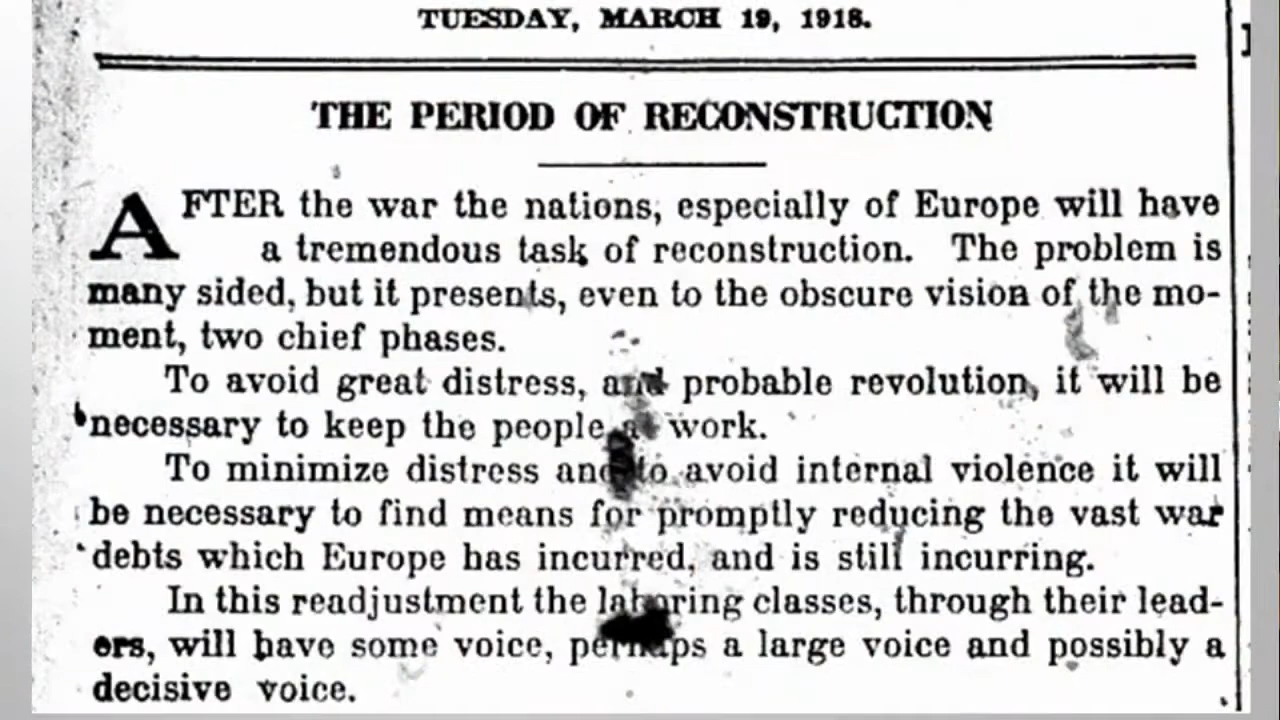 TUESDAY, MARCH 19, 1918.
THE PERIOD OF RECONSTRUCTION
AFTER the war the nations, especially of Europe will have
a tremendous task of reconstruction. The problem is
many sided, but it presents, even to the obscure vision of the mo-
ment, two chief phases.
To avoid great distress, and probable revolution, it will be
necessary to keep the people a work.
To minimize distress and to avoid internal violence it will
be necessary to find means for promptly reducing the vast war
debts which Europe has incurred, and is still incurring.
In this readjustment the laboring classes, through their lead-
ers, will have some voice, perhaps a large voice and possibly a
decisive voice.